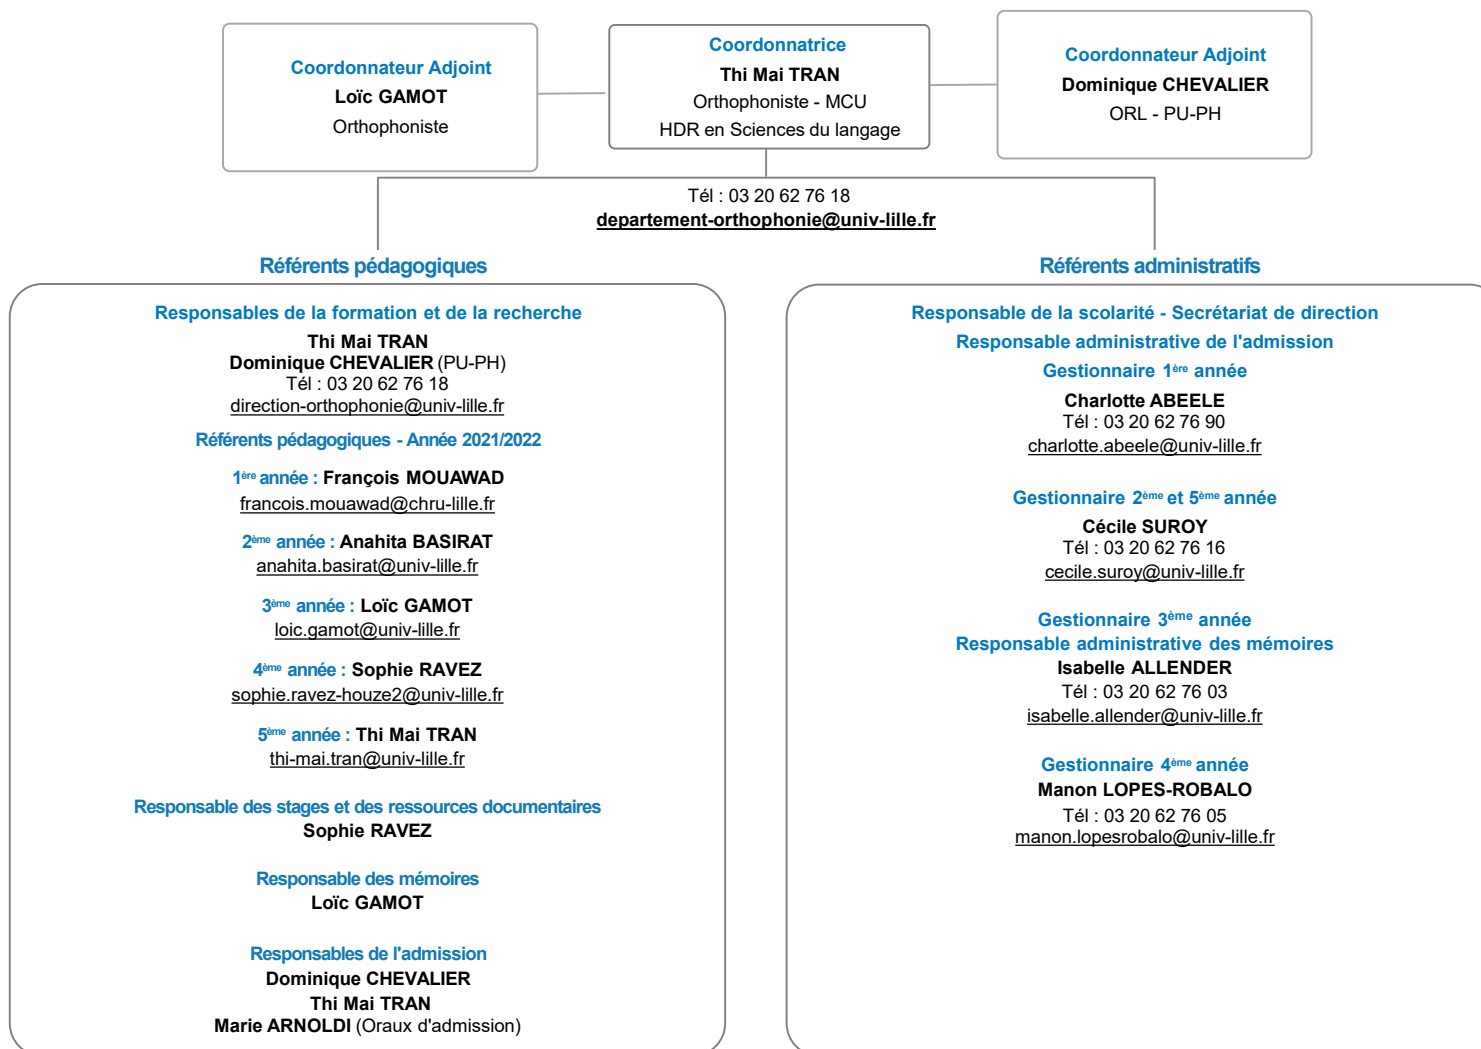 Coordonnateur Adjoint
Loïc GAMOT
Orthophoniste
Coordonnatrice
Thi Mai TRAN
Orthophoniste - MCU
HDR en Sciences du langage
Coordonnateur Adjoint
Dominique CHEVALIER
ORL - PU-PH
Tél : 03 20 62 76 18
departement-orthophonie@univ-lille.fr
Référents pédagogiques
Responsables de la formation et de la recherche
Thi Mai TRAN
Dominique CHEVALIER (PU-PH)
Tél : 03 20 62 76 18
direction-orthophonie@univ-lille.fr
Référents pédagogiques - Année 2021/2022
1ère année : François MOUAWAD
francois.mouawad@chru-lille.fr
2ème année : Anahita BASIRAT
anahita.basirat@univ-lille.fr
3ème année : Loïc GAMOT
loic.gamot@univ-lille.fr
4ème année : Sophie RAVEZ
sophie.ravez-houze2@univ-lille.fr
5ème année : Thi Mai TRAN
thi-mai.tran@univ-lille.fr
Responsable des stages et des ressources documentaires
Sophie RAVEZ
Responsable des mémoires
Loïc GAMOT
Responsables de l'admission
Dominique CHEVALIER
Thi Mai TRAN
Marie ARNOLDI (Oraux d'admission)
Référents administratifs
Responsable de la scolarité - Secrétariat de direction
Responsable administrative de l'admission
Gestionnaire 1ère année
Charlotte ABEELE
Tél : 03 20 62 76 90
charlotte.abeele@univ-lille.fr
Gestionnaire 2ème et 5ème année
Cécile SUROY
Tél : 03 20 62 76 16
cecile.suroy@univ-lille.fr
Gestionnaire 3ème année
Responsable administrative des mémoires
Isabelle ALLENDER
Tél : 03 20 62 76 03
isabelle.allender@univ-lille.fr
Gestionnaire 4ème année
Manon LOPES-ROBALO
Tél : 03 20 62 76 05
manon.lopesrobalo@univ-lille.fr